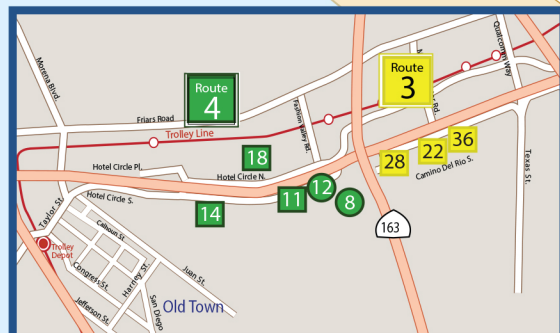 Morena Blvd.
Qualcomm Way
Route
3
Route
4
Friars Road
Fashion Valley Rd.
Rd.
Trolley Line
18
36
22
28
Hotel Circle Pl.
Hotel Circle N.
Camino Del Rio S.
Texas St.
12
11
8
14
Hotel Circle S.
Taylor St.
163
Calhoun St.
Trolley
Depot
Congress St.
Harney St.
Juan St.
Jefferson St.
San Diego
Old Town